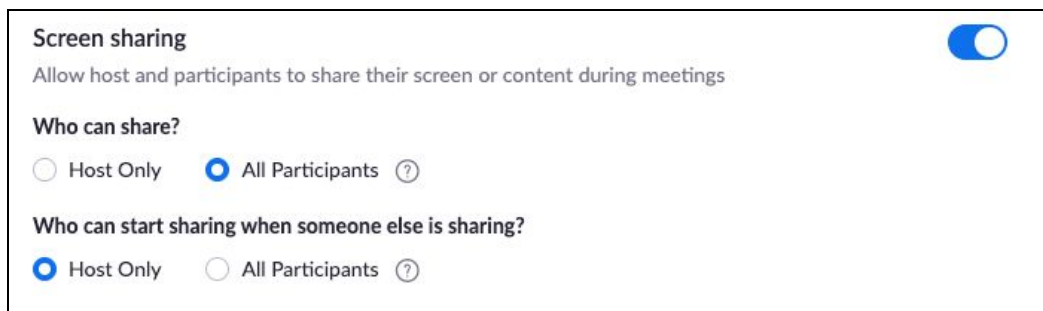 Screen sharing
Allow host and participants to share their screen or content during meetings
Who can share?
Host Only All Participants ?
Who can start sharing when someone else is sharing?
Host Only All Participants ?